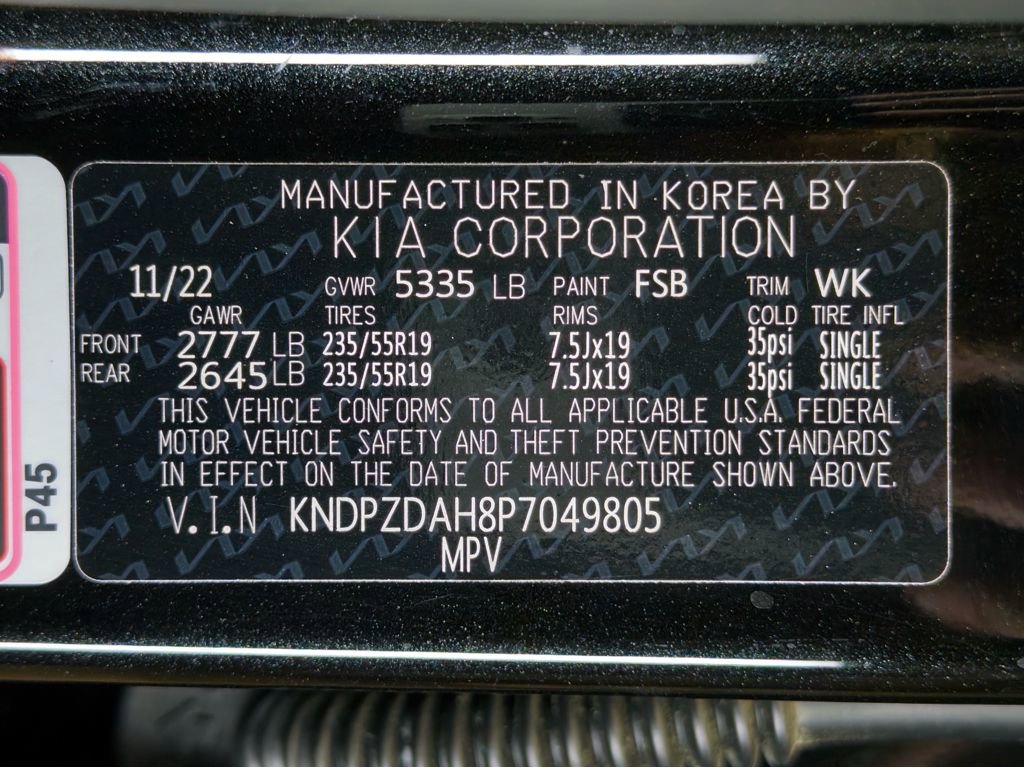 MANUFACTURED IN KOREA BY
KIA CORPORATION
11/22 GVWR 5335 LB PAINT FSB TRIM WK
GAWR TIRES RIMS COLD TIRE INFL
FRONT 2777 LB 235/55R19 7.5Jx19 35psi SINGLE
REAR 2645 LB 235/55R19 7.5Jx19 35psi SINGLE
THIS VEHICLE CONFORMS TO ALL APPLICABLE U.S.A. FEDERAL
MOTOR VEHICLE SAFETY AND THEFT PREVENTION STANDARDS
IN EFFECT ON THE DATE OF MANUFACTURE SHOWN ABOVE.
V.I.N KNDPZDAH8P7049805
MPV
P45